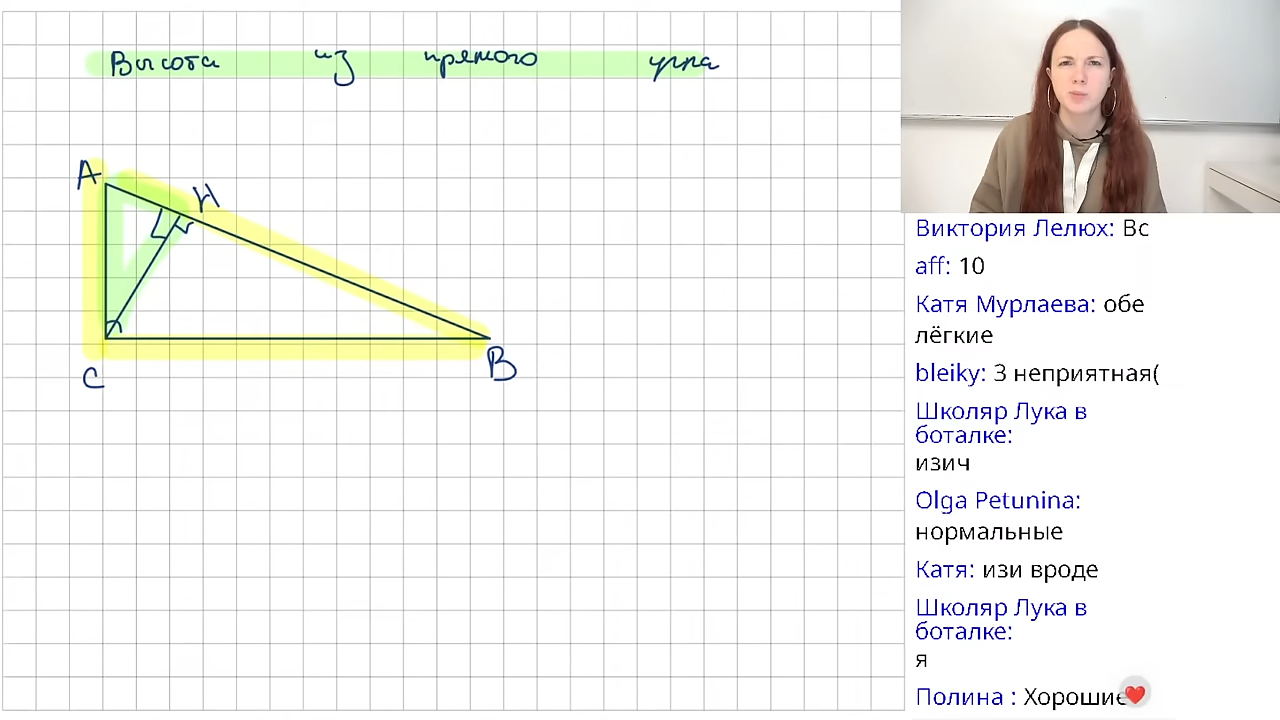 Высота из прямого угла
A
H
C
B
Виктория Лелюх: Вс
aff: 10
Катя Мурлаева: обе
лёгкие
bleiky: 3 неприятная(
Школяр Лука в
боталке:
изич
Olga Petunina:
нормальные
Катя: изи вроде
Школяр Лука в
боталке:
я
Полина : Хорошие